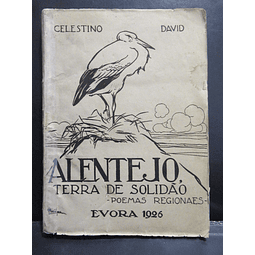 CELESTINO DAVID
ALENTEJO,
TERRA DE SOLIDÃO
-POEMAS REGIONAES-
EVORA 1926